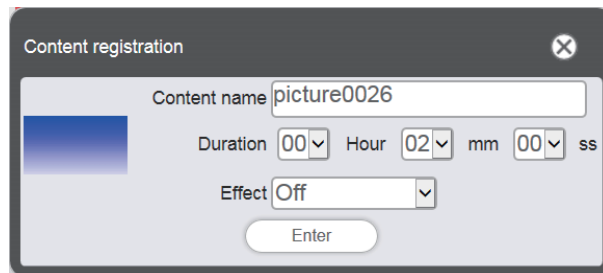 Content registration
Content name picture0026
Duration 00 Hour 02 mm 00 ss
Effect Off
Enter